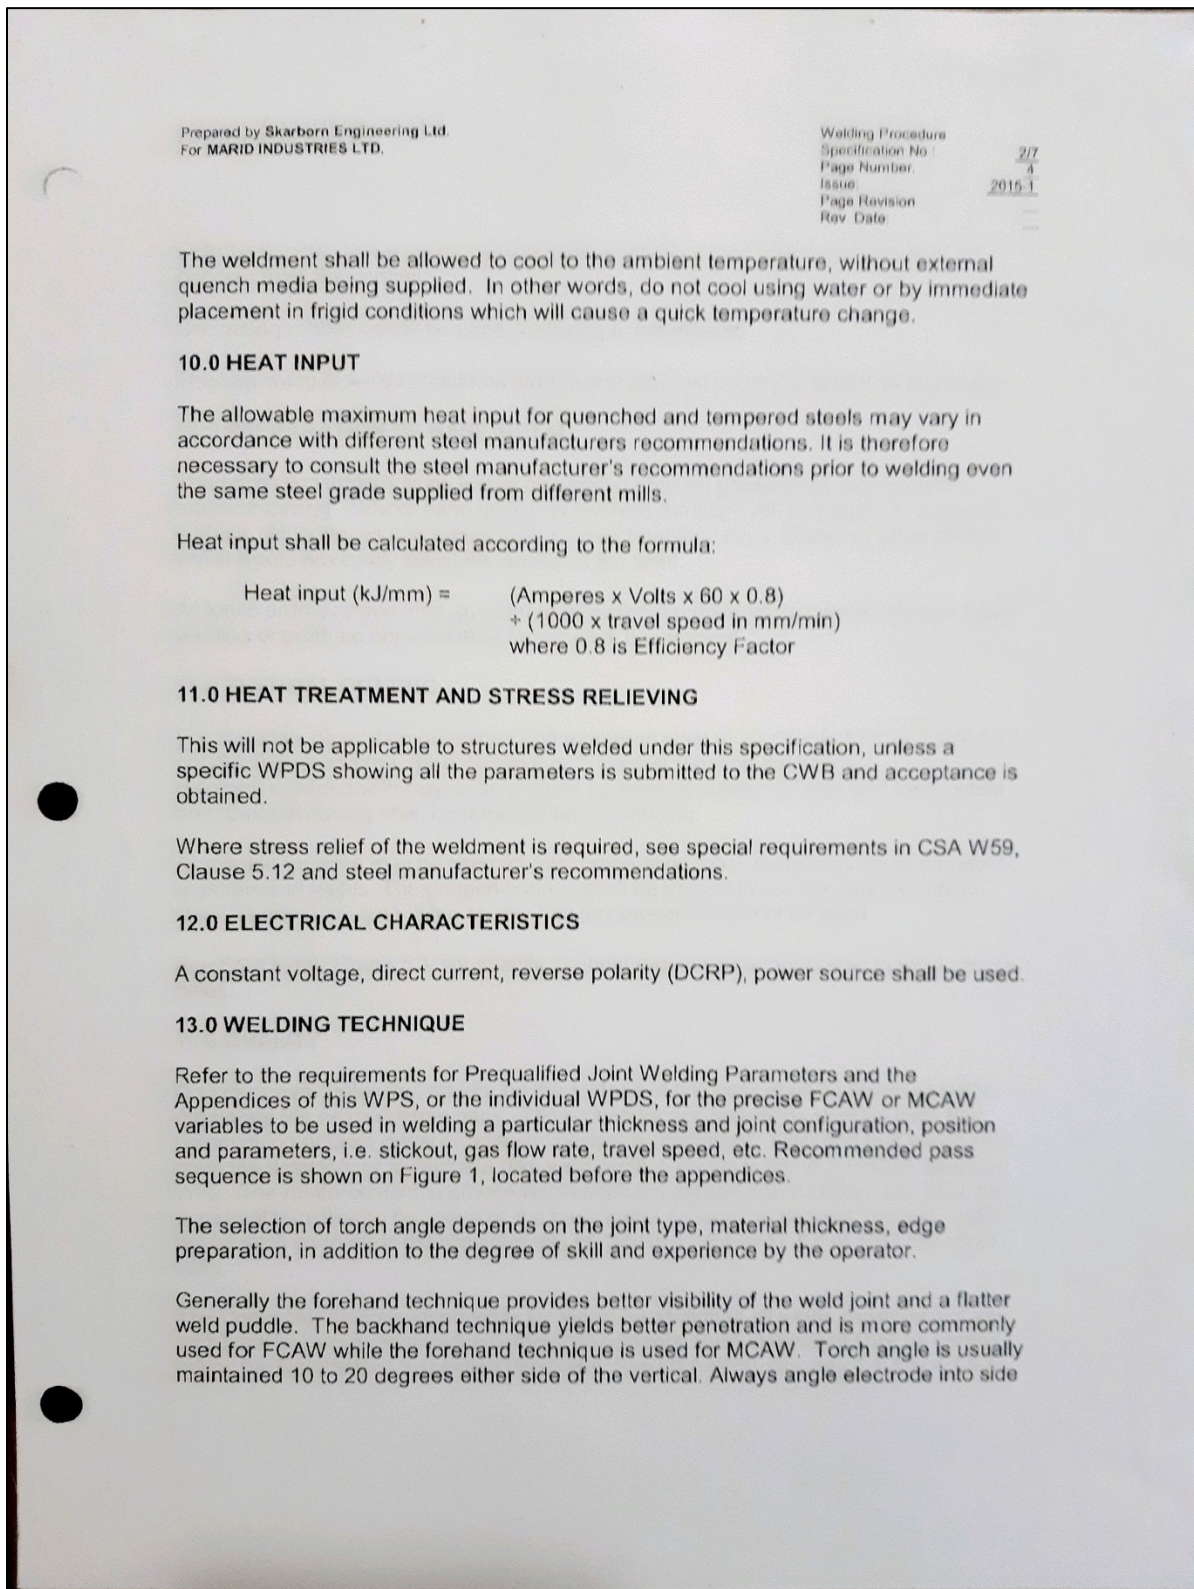 Prepared by Skarborn Engineering Ltd.
For MARID INDUSTRIES LTD.
Welding Procedure
Specification No.: 2/7
Page Number. 4
Issue: 2015-1
Page Revision
Rev. Date
The weldment shall be allowed to cool to the ambient temperature, without external
quench media being supplied. In other words, do not cool using water or by immediate
placement in frigid conditions which will cause a quick temperature change.
10.0 HEAT INPUT
The allowable maximum heat input for quenched and tempered steels may vary in
accordance with different steel manufacturers recommendations. It is therefore
necessary to consult the steel manufacturer's recommendations prior to welding even
the same steel grade supplied from different mills.
Heat input shall be calculated according to the formula:
Heat input (kJ/mm) = (Amperes x Volts x 60 x 0.8)
÷ (1000 x travel speed in mm/min)
where 0.8 is Efficiency Factor
11.0 HEAT TREATMENT AND STRESS RELIEVING
This will not be applicable to structures welded under this specification, unless a
specific WPDS showing all the parameters is submitted to the CWB and acceptance is
obtained.
Where stress relief of the weldment is required, see special requirements in CSA W59,
Clause 5.12 and steel manufacturer's recommendations.
12.0 ELECTRICAL CHARACTERISTICS
A constant voltage, direct current, reverse polarity (DCRP), power source shall be used.
13.0 WELDING TECHNIQUE
Refer to the requirements for Prequalified Joint Welding Parameters and the
Appendices of this WPS, or the individual WPDS, for the precise FCAW or MCAW
variables to be used in welding a particular thickness and joint configuration, position
and parameters, i.e. stickout, gas flow rate, travel speed, etc. Recommended pass
sequence is shown on Figure 1, located before the appendices.
The selection of torch angle depends on the joint type, material thickness, edge
preparation, in addition to the degree of skill and experience by the operator.
Generally the forehand technique provides better visibility of the weld joint and a flatter
weld puddle. The backhand technique yields better penetration and is more commonly
used for FCAW while the forehand technique is used for MCAW. Torch angle is usually
maintained 10 to 20 degrees either side of the vertical. Always angle electrode into side